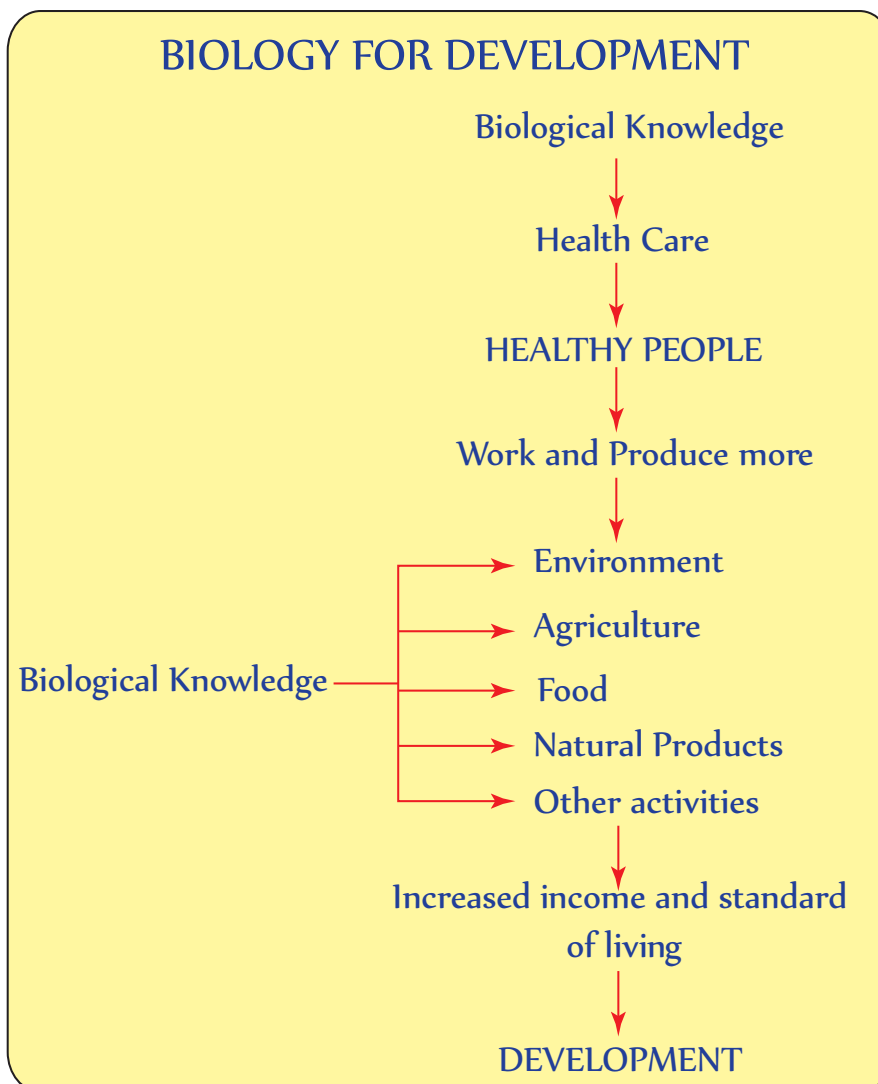 BIOLOGY FOR DEVELOPMENT
Biological Knowledge
Health Care
HEALTHY PEOPLE
Work and Produce more
Environment
Agriculture
Biological Knowledge
Food
Natural Products
Other activities
Increased income and standard
of living
DEVELOPMENT